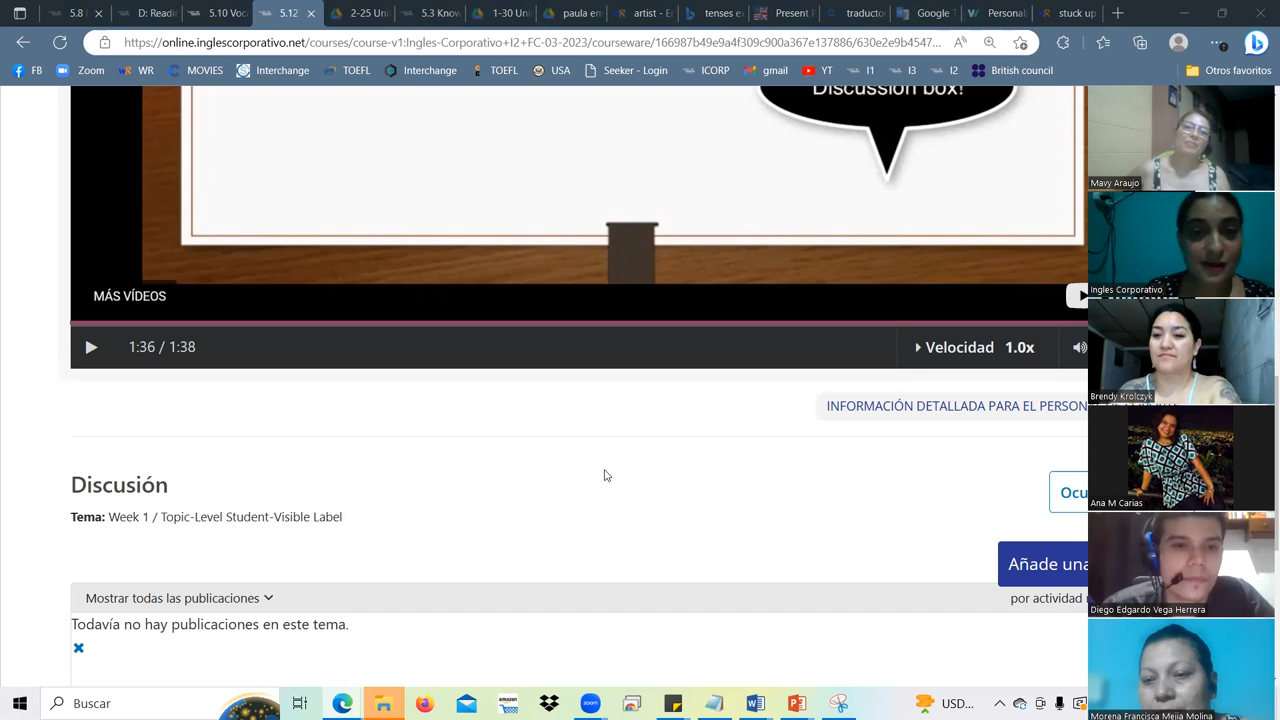 5.8 I
D: Readi
5.10 Voca
5.12
2-25 Uni
5.3 Know
1-30 Uni
paula em
artist - E
tenses ex
Present P
traductor
Google T
Personali
stuck up
https://online.inglescorporativo.net/courses/course-v1:Ingles-Corporativo+I2+FC-03-2023/courseware/166987b49e9a4f309c900a367e137886/630e2e9b4547...
FB
Zoom
WR
MOVIES
Interchange
TOEFL
Interchange
TOEFL
USA
Seeker - Login
ICORP
gmail
YT
I1
I3
I2
British council
Otros favoritos
Discussion box!
MÁS VÍDEOS
1:36 / 1:38
Velocidad 1.0x
INFORMACIÓN DETALLADA PARA EL PERSON
Discusión
Ocu
Tema: Week 1 / Topic-Level Student-Visible Label
Añade una
Mostrar todas las publicaciones
por actividad
Todavía no hay publicaciones en este tema.
Mavy Araujo
Ingles Corporativo
Brendy Krolczyk
Ana M Carias
Diego Edgardo Vega Herrera
Morena Francisca Mejia Molina
Buscar
USD...